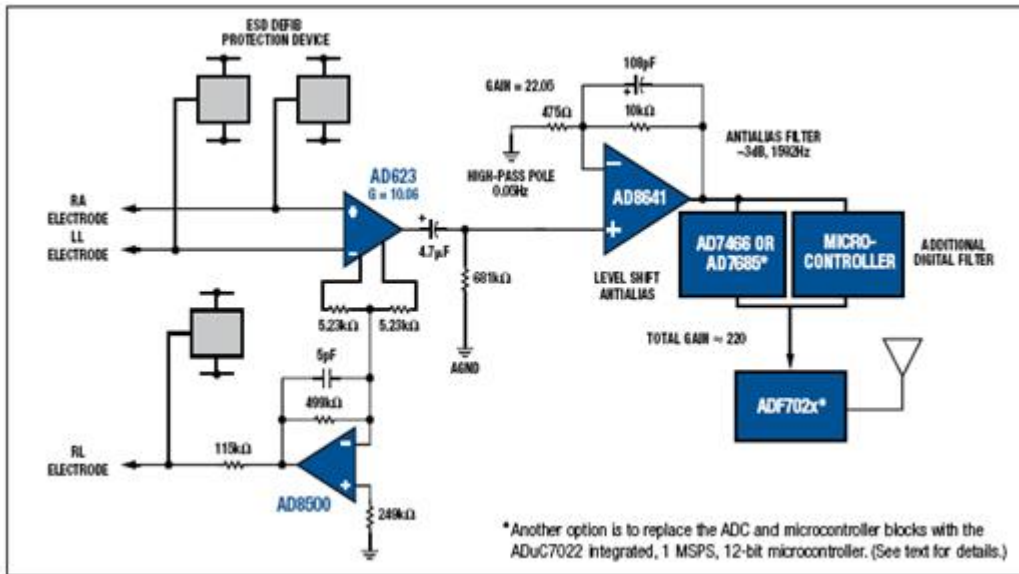 ESD DEFIB
PROTECTION DEVICE
108pF
GAIN = 22.05
475Ω
10kΩ
ANTIALIAS FILTER
–3dB, 1592Hz
HIGH-PASS POLE
0.05Hz
AD623
G = 10.06
AD8641
RA
ELECTRODE
LL
ELECTRODE
4.7µF
681kΩ
AD7466 OR
AD7685*
MICRO-
CONTROLLER
ADDITIONAL
DIGITAL FILTER
LEVEL SHIFT
ANTIALIAS
5.23kΩ
5.23kΩ
TOTAL GAIN ≈ 220
AGND
5pF
499kΩ
ADF702x*
RL
ELECTRODE
115kΩ
AD8500
249kΩ
*Another option is to replace the ADC and microcontroller blocks with the
ADuC7022 integrated, 1 MSPS, 12-bit microcontroller. (See text for details.)